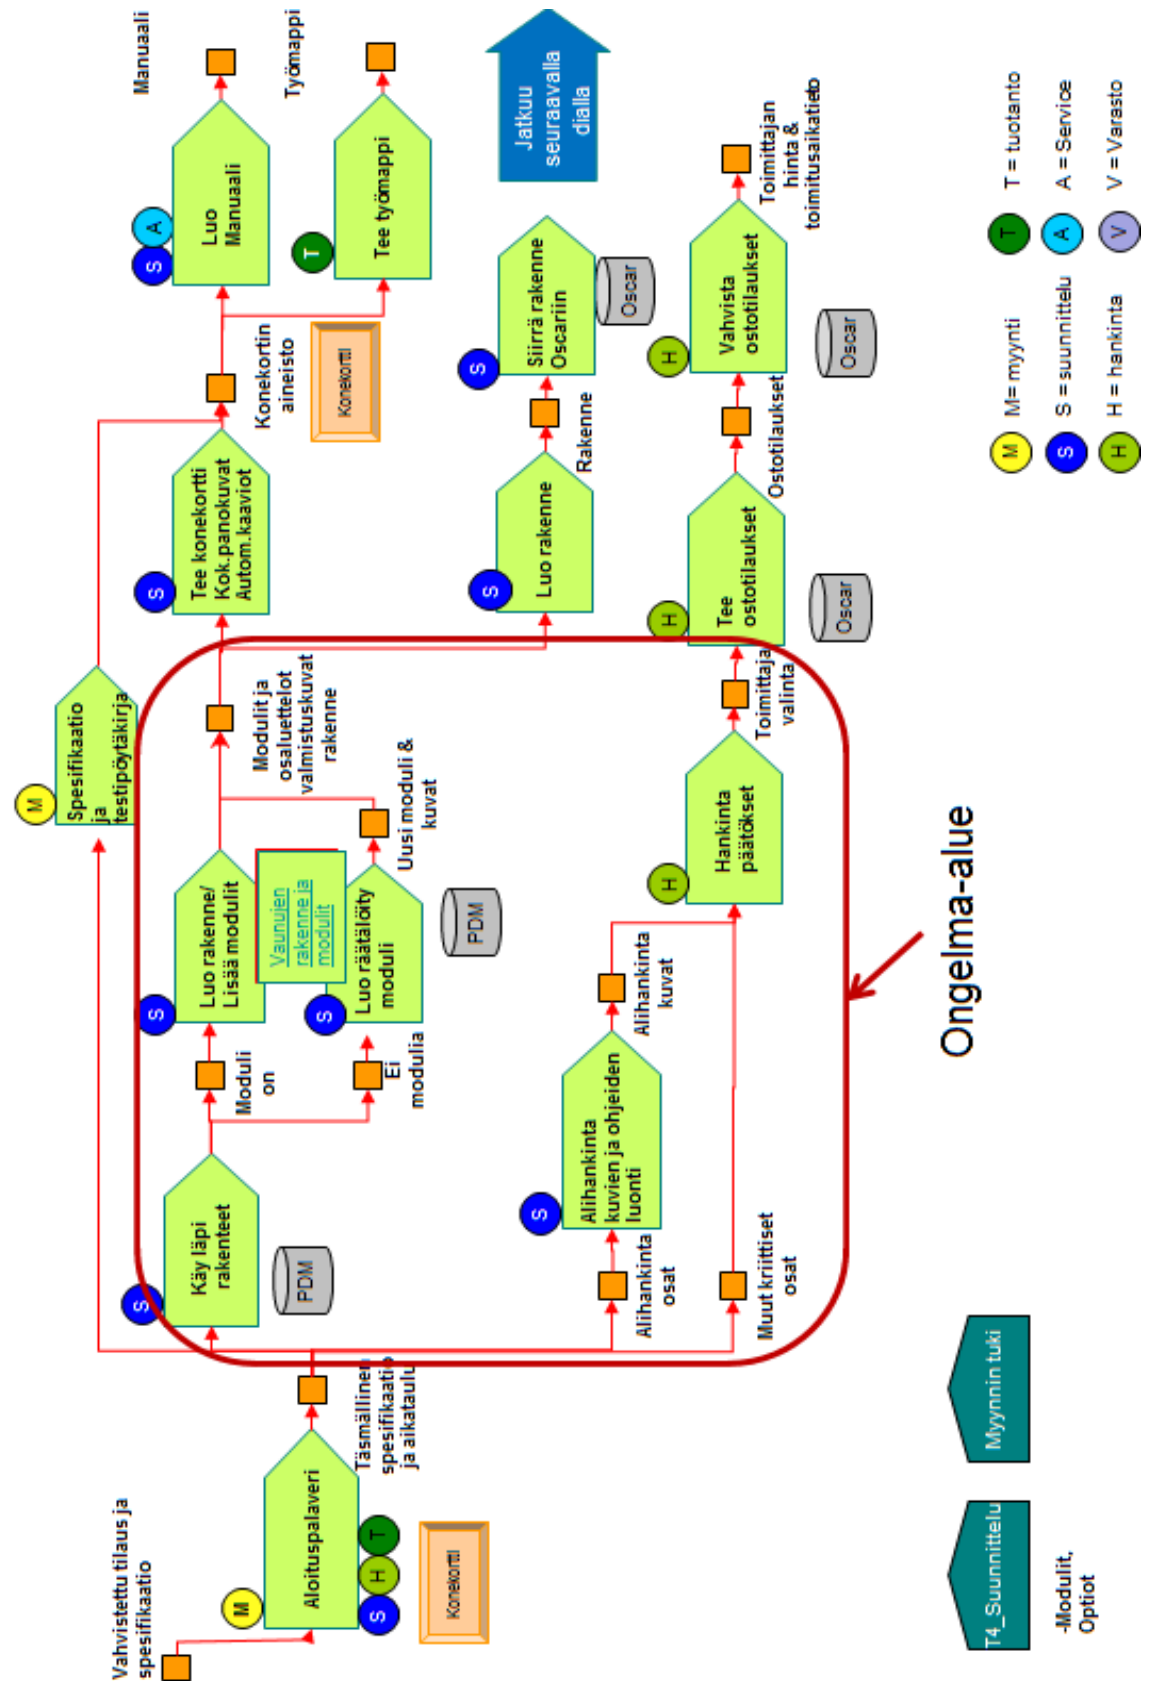 Vahvistettu tilaus ja
spesifikaatio
M
Aloituspalaveri
S
H
T
Konekortti
Täsmällinen
spesifikaatio
ja aikataulu
M
Spesifikaatio
ja
testipöytäkirja
S
Käy läpi
rakenteet
PDM
Moduli
on
Ei
modulia
S
Luo rakenne/
Lisää modulit
Vaunujen
rakenne ja
modulit
S
Luo räätälöity
moduli
PDM
Uusi moduli &
kuvat
Modulit ja
osaluettelot
valmistuskuvat
rakenne
S
Tee konekortti
Kok.panokuvat
Autom.kaaviot
Konekortin
aineisto
Konekortti
S
A
Luo
Manuaali
Manuaali
T
Tee työmappi
Työmappi
S
Luo rakenne
Rakenne
S
Siirrä rakenne
Oscariin
Oscar
Jatkuu
seuraavalla
dialla
Alihankinta
osat
S
Alihankinta
kuvien ja ohjeiden
luonti
Alihankinta
kuvat
Muut kriittiset
osat
H
Hankinta
päätökset
Toimittaja
valinta
H
Tee
ostotilaukset
Oscar
Ostotilaukset
H
Vahvista
ostotilaukset
Oscar
Toimittajan
hinta &
toimitusaikatieto
Ongelma-alue
T4_Suunnittelu
Myynnin tuki
-Modulit,
Optiot
M M= myynti T T = tuotanto
S S = suunnittelu A A = Service
H H = hankinta V V = Varasto